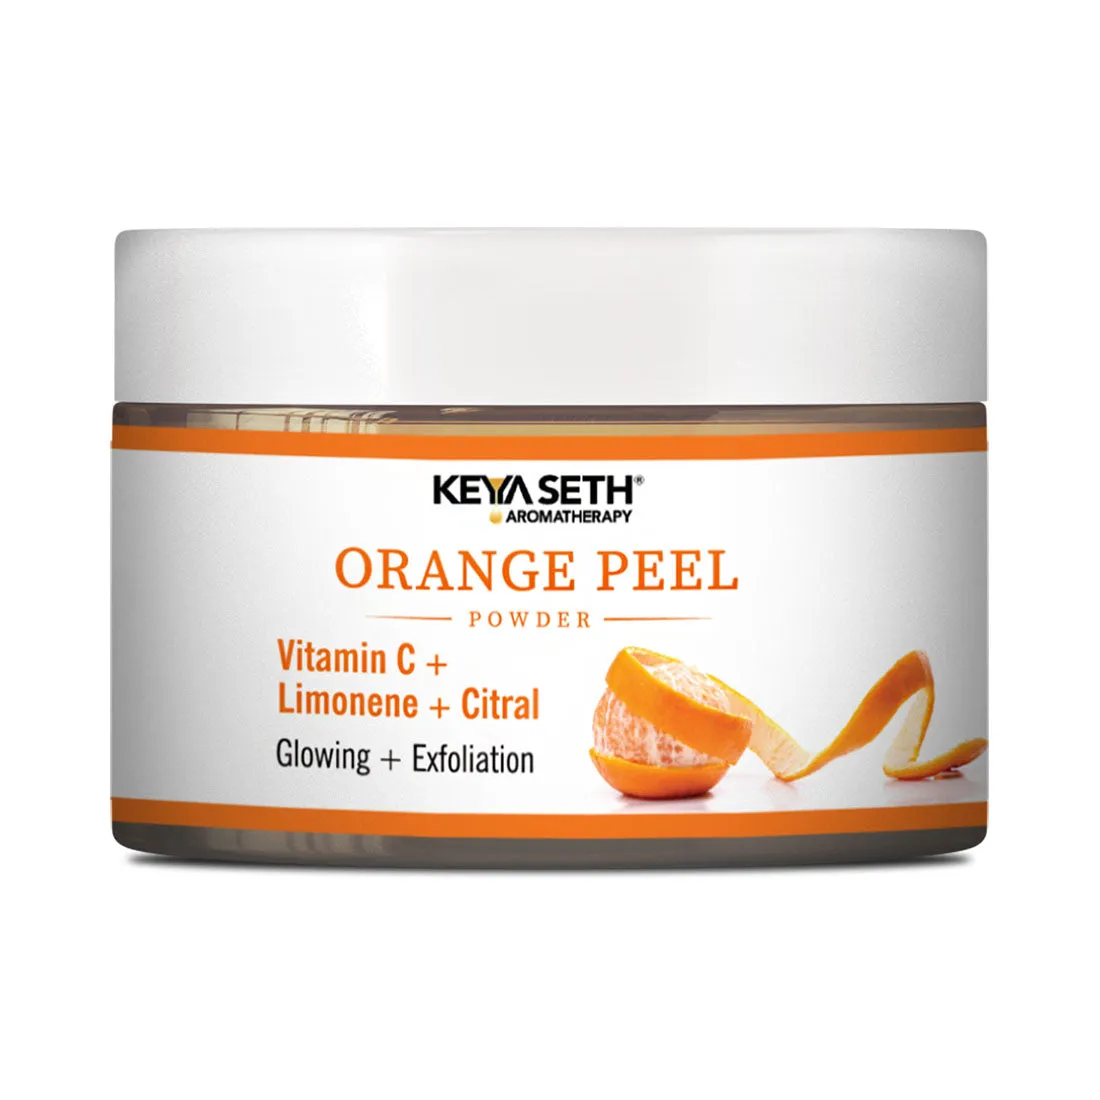 KEYA SETH®
AROMATHERAPY
ORANGE PEEL
POWDER
Vitamin C +
Limonene + Citral
Glowing + Exfoliation